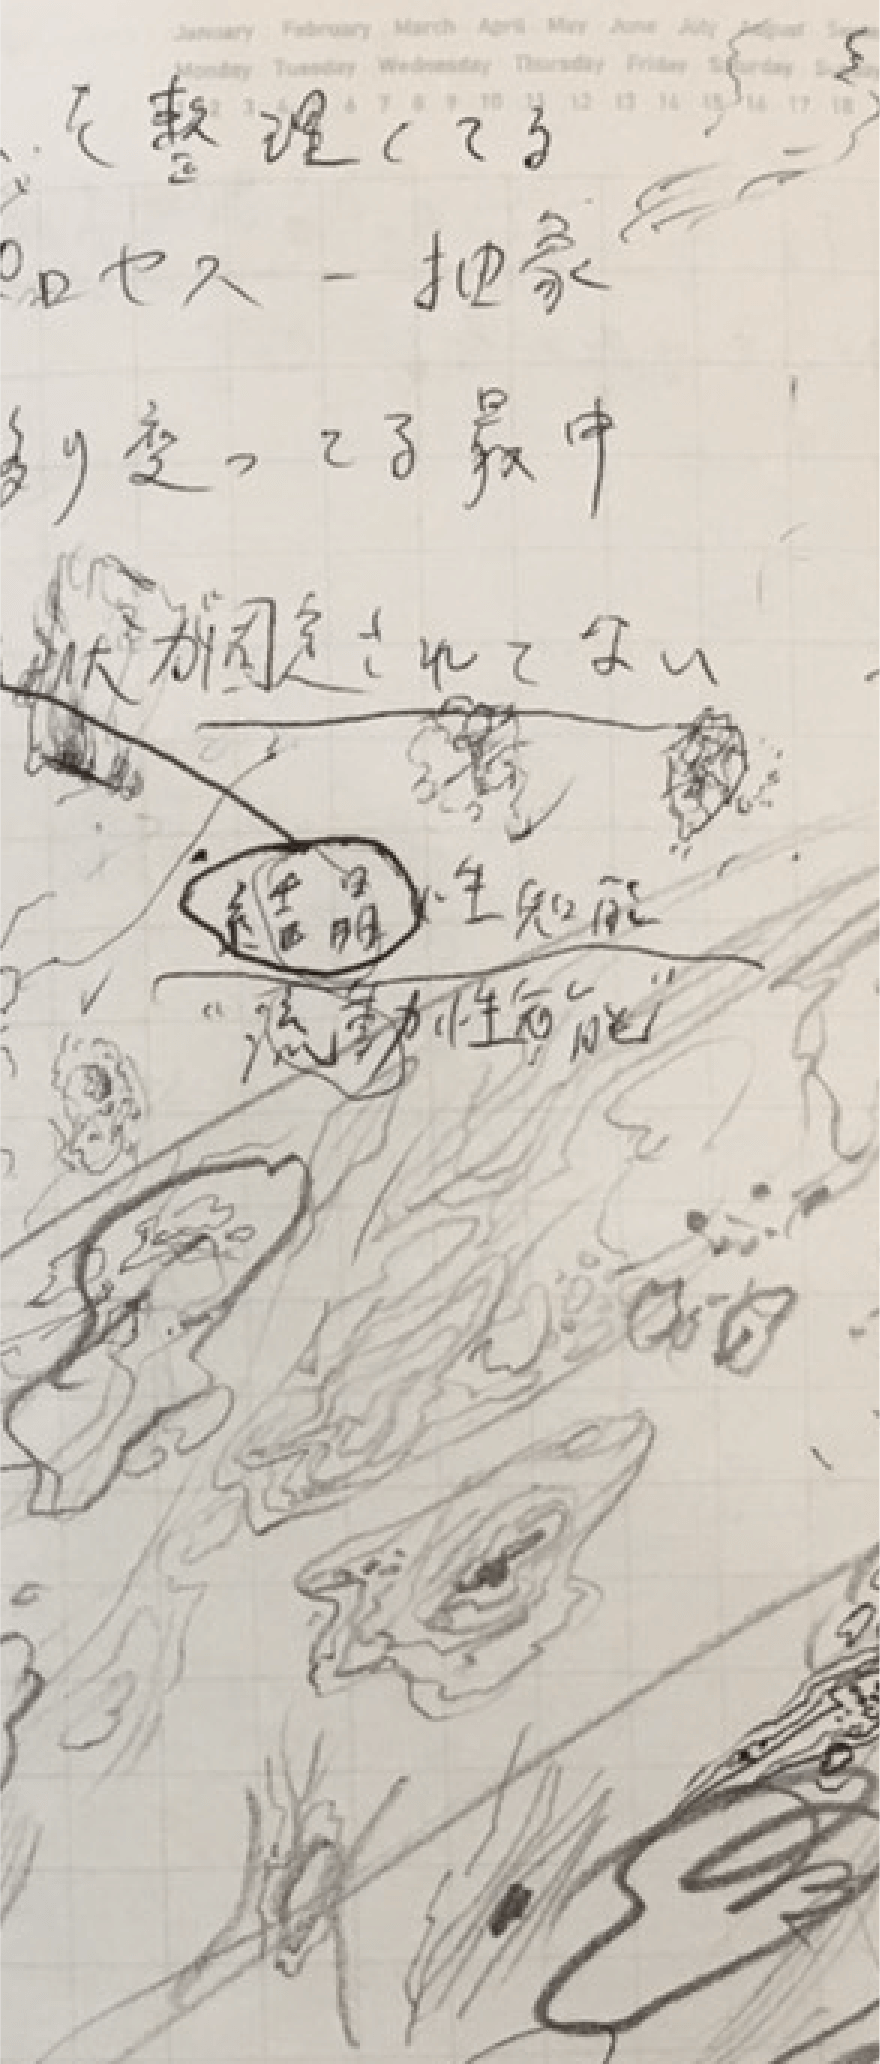 January February March April May June July August Sep
Monday Tuesday Wednesday Thursday Friday Saturday Sunday
2 3 4 5 6 7 8 9 10 11 12 13 14 15 16 17 18
て整理してる
プロセス - 抽象
移り変ってる最中
状が固定されてない
結晶性知能
“流動性知能”